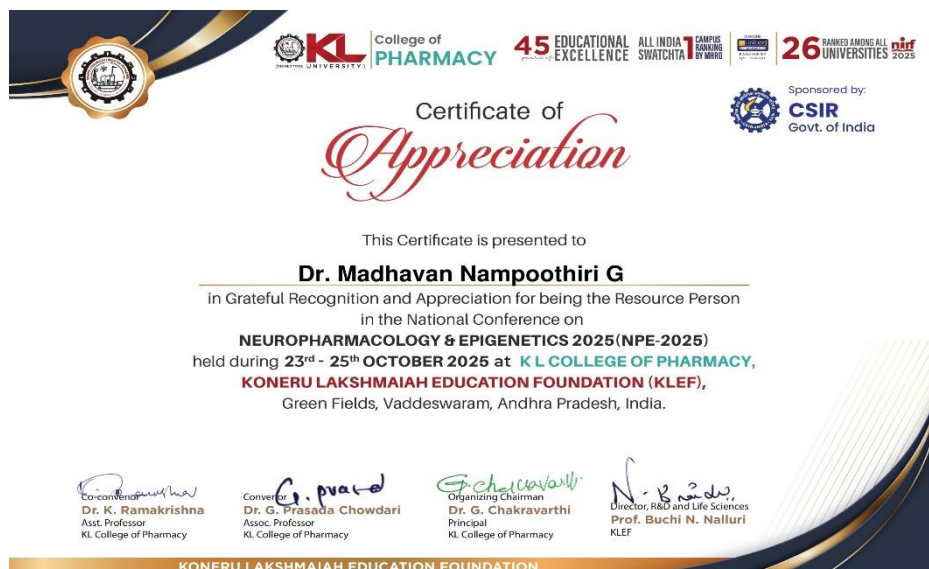 KL
(DEEMED TO BE UNIVERSITY)
College of
PHARMACY
45 EDUCATIONAL
EXCELLENCE
ALL INDIA
SWATCHTA
1
CAMPUS
RANKING
BY MHRD
26 RANKED AMONG ALL
UNIVERSITIES
nirf
2025
Sponsored by:
CSIR
Govt. of India
Certificate of
Appreciation
This Certificate is presented to
Dr. Madhavan Nampoothiri G
in Grateful Recognition and Appreciation for being the Resource Person
in the National Conference on
NEUROPHARMACOLOGY & EPIGENETICS 2025(NPE-2025)
held during 23rd - 25th OCTOBER 2025 at K L COLLEGE OF PHARMACY,
KONERU LAKSHMAIAH EDUCATION FOUNDATION (KLEF),
Green Fields, Vaddeswaram, Andhra Pradesh, India.
Co-convenor
Dr. K. Ramakrishna
Asst. Professor
KL College of Pharmacy
Convenor
Dr. G. Prasada Chowdari
Assoc. Professor
KL College of Pharmacy
Organizing Chairman
Dr. G. Chakravarthi
Principal
KL College of Pharmacy
Director, R&D and Life Sciences
Prof. Buchi N. Nalluri
KLEF
KONERU LAKSHMAIAH EDUCATION FOUNDATION